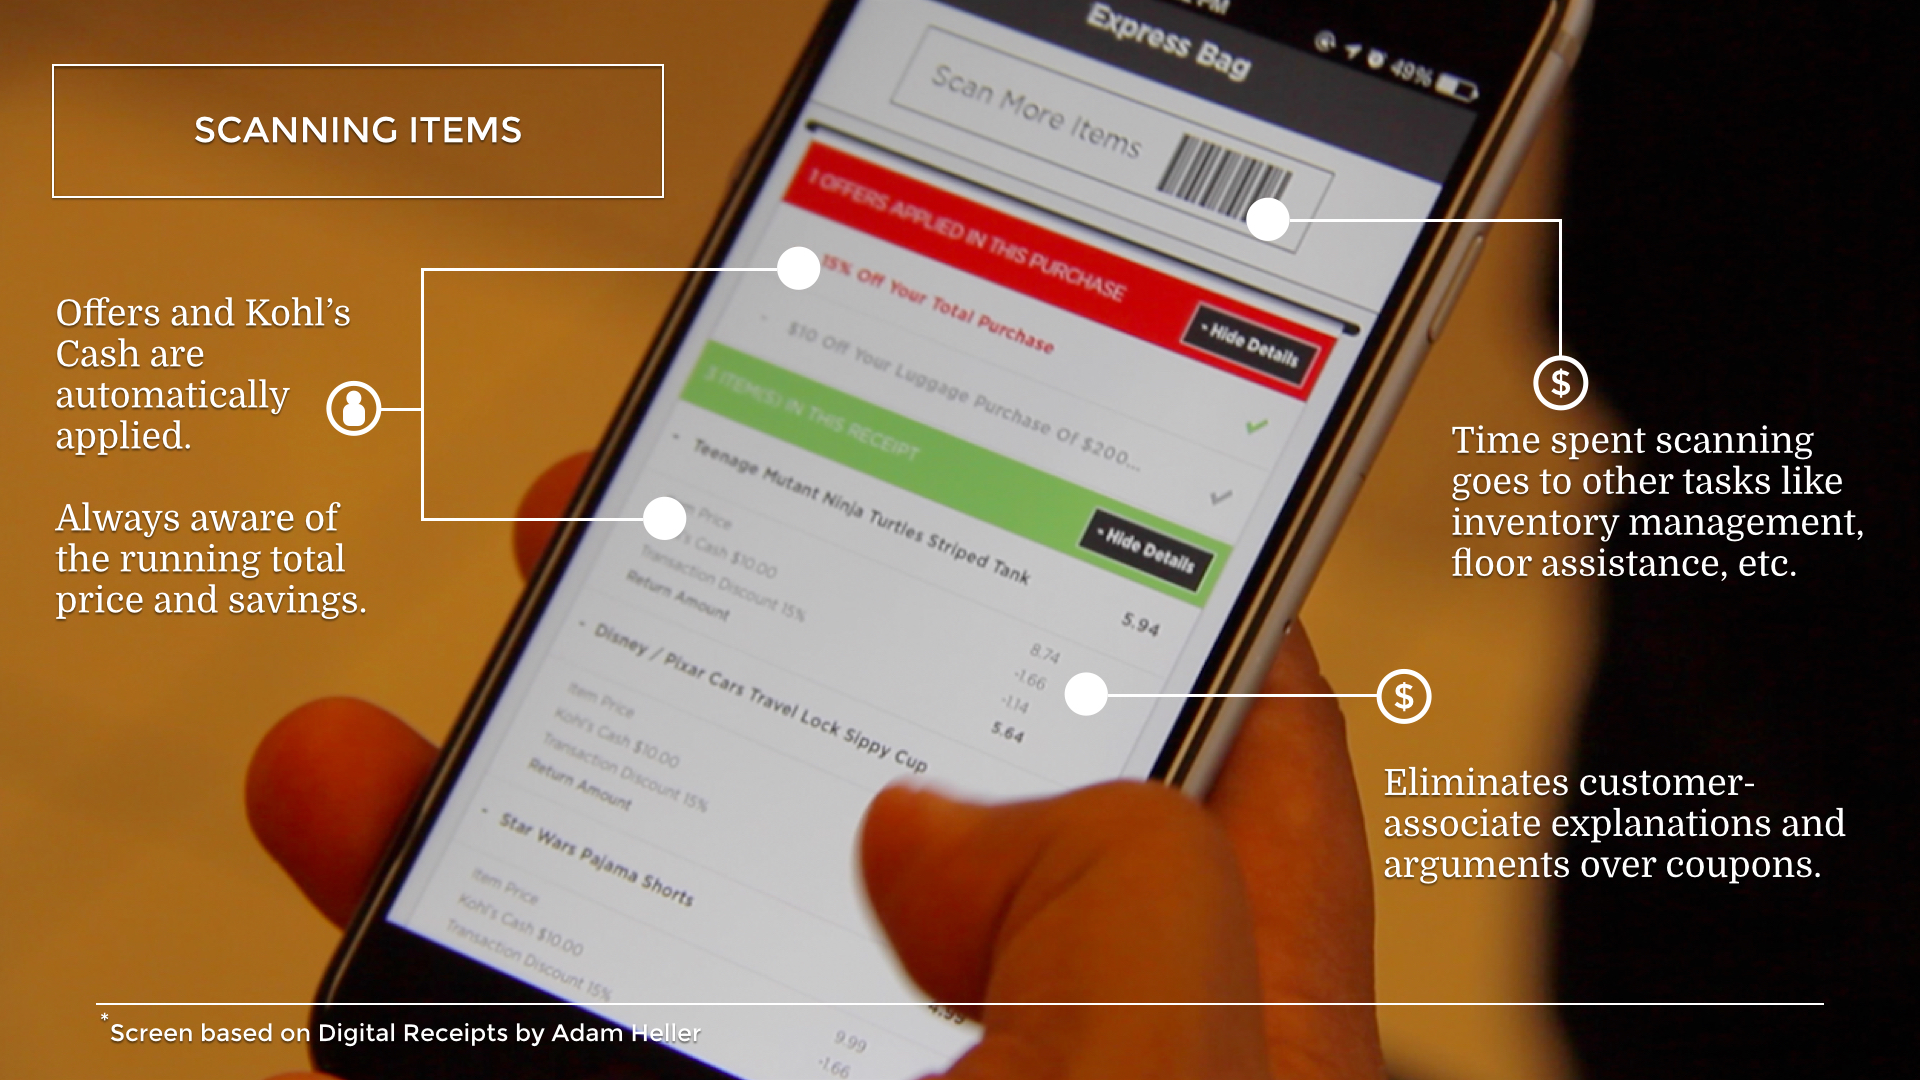 SCANNING ITEMS
Offers and Kohl's
Cash are
automatically
applied.
Always aware of
the running total
price and savings.
PM
49%
Express Bag
Scan More Items
1 OFFERS APPLIED IN THIS PURCHASE
- Hide Details
15% Off Your Total Purchase
- $10 Off Your Luggage Purchase Of $200...
3 ITEM(S) IN THIS RECEIPT
- Hide Details
- Teenage Mutant Ninja Turtles Striped Tank 5.94
Price 8.74
Cash $10.00 -1.66
Transaction Discount 15% -1.14
Return Amount 5.64
- Disney / Pixar Cars Travel Lock Sippy Cup
Item Price
Kohl's Cash $10.00
Transaction Discount 15%
Return Amount
- Star Wars Pajama Shorts 4.99
Item Price 9.99
Kohl's Cash $10.00 -1.66
Transaction Discount 15%
$
Time spent scanning
goes to other tasks like
inventory management,
floor assistance, etc.
$
Eliminates customer-
associate explanations and
arguments over coupons.
*Screen based on Digital Receipts by Adam Heller